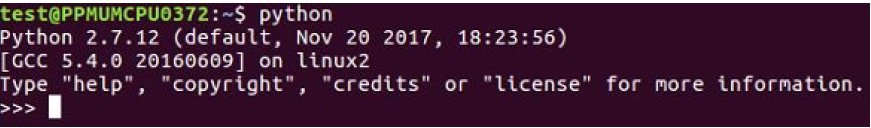 test@PPMUMCPU0372:~$ python
Python 2.7.12 (default, Nov 20 2017, 18:23:56)
[GCC 5.4.0 20160609] on linux2
Type "help", "copyright", "credits" or "license" for more information.
>>>